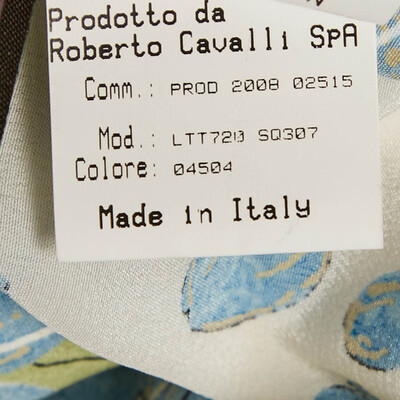 Prodotto da
Roberto Cavalli SpA
Comm.: PROD 2008 02515
Mod.: LTT720 SQ307
Colore: 04504
Made in Italy